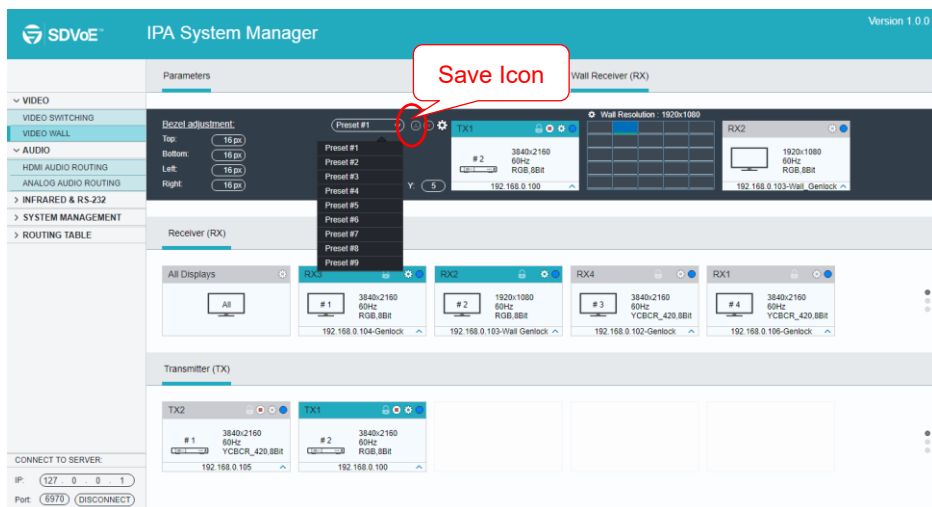 SDVoE™
IPA System Manager
Version 1.0.0
Save Icon
Parameters
Wall Receiver (RX)
VIDEO
VIDEO SWITCHING
VIDEO WALL
AUDIO
HDMI AUDIO ROUTING
ANALOG AUDIO ROUTING
> INFRARED & RS-232
> SYSTEM MANAGEMENT
> ROUTING TABLE
Bezel adjustment:
Top: 16 px
Bottom: 16 px
Left: 16 px
Right: 16 px
Preset #1
Preset #1
Preset #2
Preset #3
Preset #4
Preset #5
Preset #6
Preset #7
Preset #8
Preset #9
Y: 5
TX1
# 2
3840x2160
60Hz
RGB,8Bit
192.168.0.100
Wall Resolution : 1920x1080
RX2
1920x1080
60Hz
RGB,8Bit
192.168.0.103-Wall_Genlock
Receiver (RX)
All Displays
All
RX3
# 1
3840x2160
60Hz
RGB,8Bit
192.168.0.104-Genlock
RX2
# 2
1920x1080
60Hz
RGB,8Bit
192.168.0.103-Wall Genlock
RX4
# 3
3840x2160
60Hz
YCBCR_420,8Bit
192.168.0.102-Genlock
RX1
# 4
3840x2160
60Hz
YCBCR_420,8Bit
192.168.0.106-Genlock
Transmitter (TX)
TX2
# 1
3840x2160
60Hz
YCBCR_420,8Bit
192.168.0.105
TX1
# 2
3840x2160
60Hz
RGB,8Bit
192.168.0.100
CONNECT TO SERVER:
IP: 127 . 0 . 0 . 1
Port: 6970 DISCONNECT